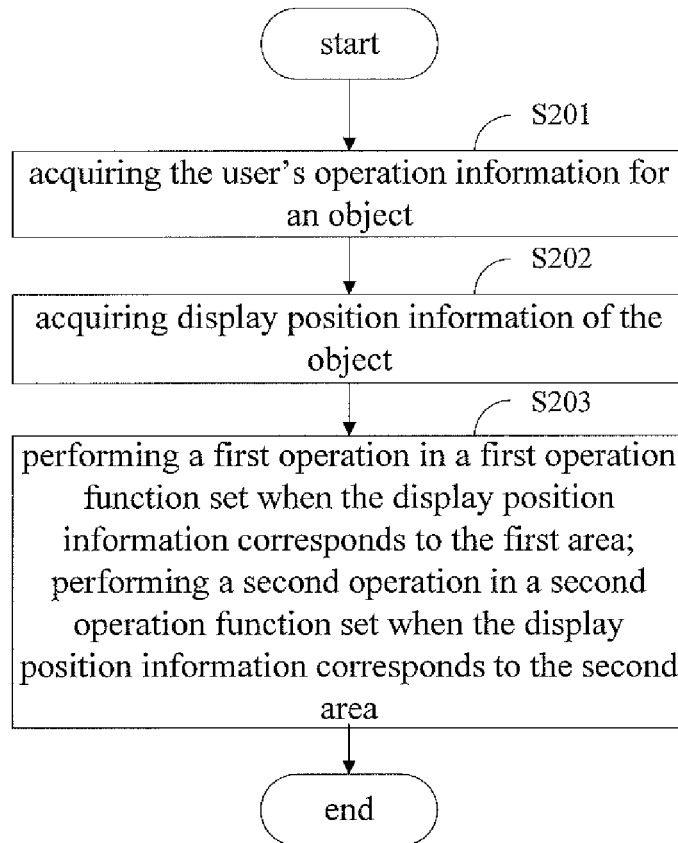 start
S201
acquiring the user's operation information for
an object
S202
acquiring display position information of the
object
S203
performing a first operation in a first operation
function set when the display position
information corresponds to the first area;
performing a second operation in a second
operation function set when the display
position information corresponds to the second
area
end